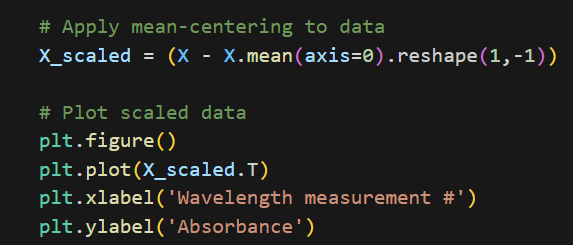 # Apply mean-centering to data
X_scaled = (X - X.mean(axis=0).reshape(1,-1))
# Plot scaled data
plt.figure()
plt.plot(X_scaled.T)
plt.xlabel('Wavelength measurement #')
plt.ylabel('Absorbance')